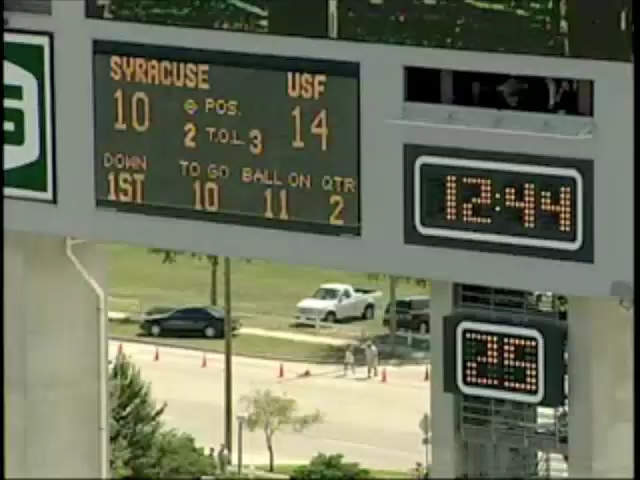 SYRACUSE USF
10 POS. 14
2 T.O.L. 3
DOWN TO GO BALL ON QTR
1ST 10 11 2
12:44
25